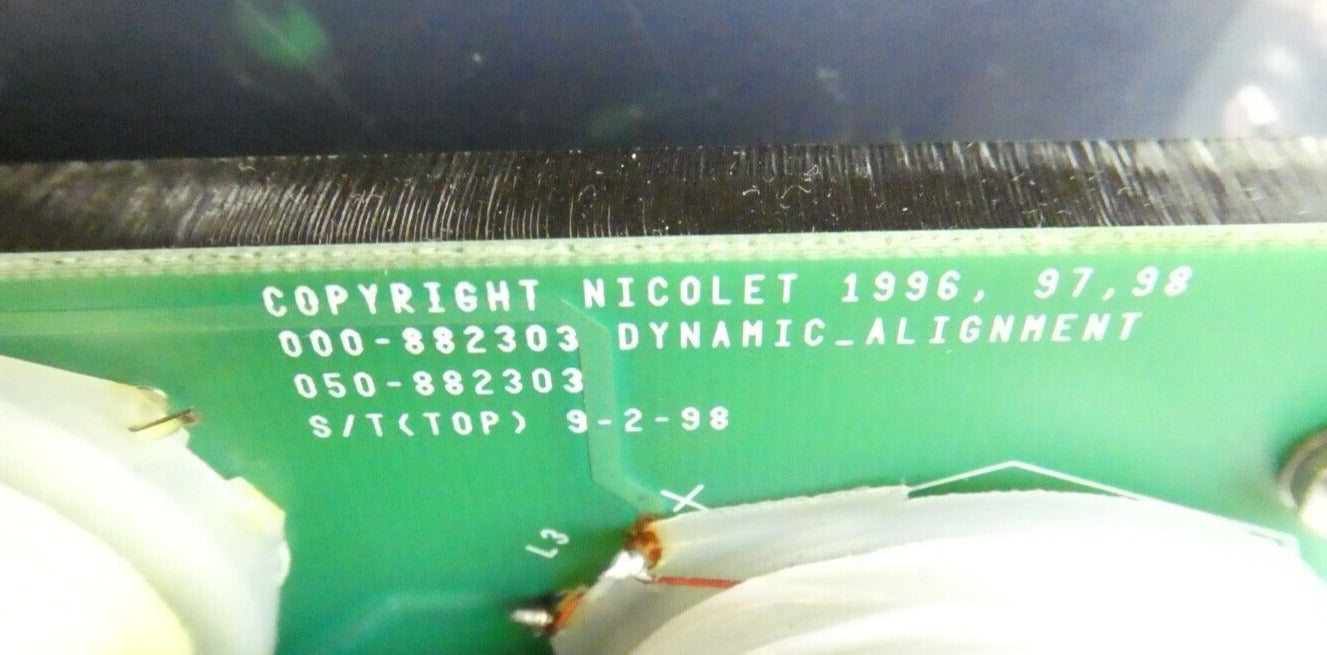 COPYRIGHT NICOLET 1996, 97,98
000-882303 DYNAMIC_ALIGNMENT
050-882303
S/T(TOP) 9-2-98
X
L3